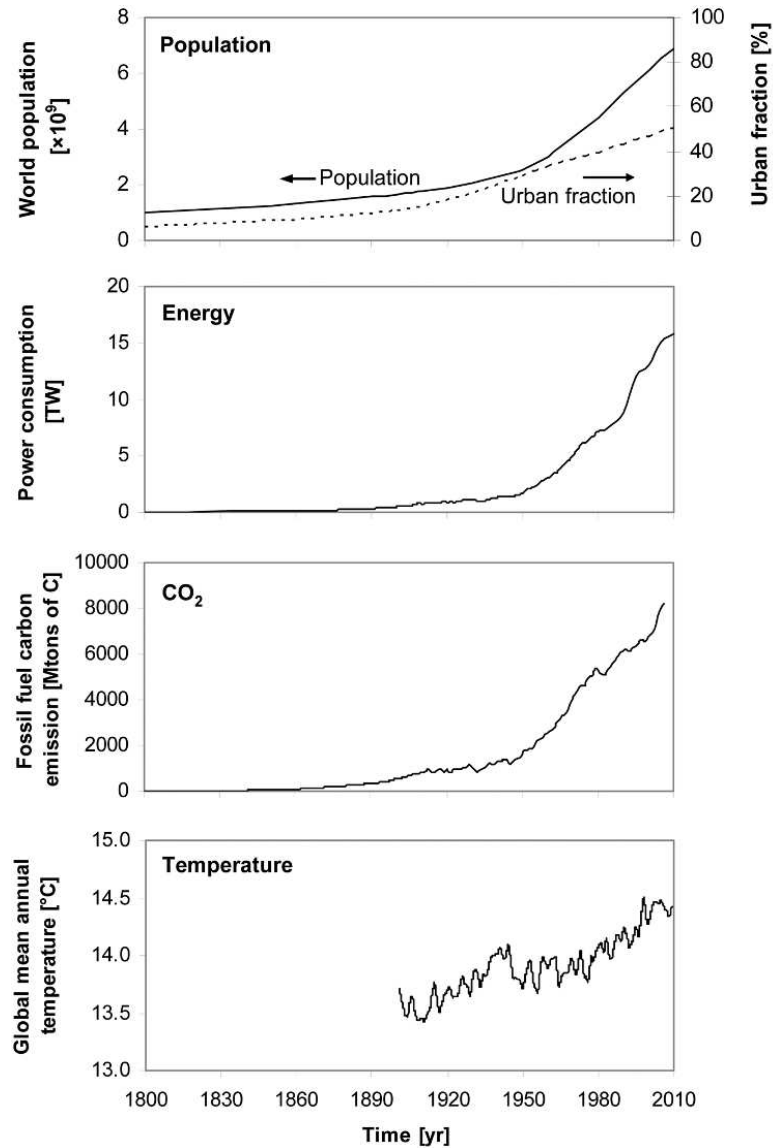 Population
World population
[×10⁹]
8
6
4
2
0
Population
Urban fraction
100
80
60
40
20
0
Urban fraction [%]
Energy
Power consumption
[TW]
20
15
10
5
0
CO₂
Fossil fuel carbon
emission [Mtons of C]
10000
8000
6000
4000
2000
0
Temperature
Global mean annual
temperature [°C]
15.0
14.5
14.0
13.5
13.0
1800 1830 1860 1890 1920 1950 1980 2010
Time [yr]